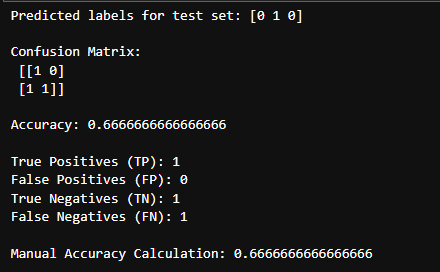 Predicted labels for test set: [0 1 0]
Confusion Matrix:
[[1 0]
[1 1]]
Accuracy: 0.6666666666666666
True Positives (TP): 1
False Positives (FP): 0
True Negatives (TN): 1
False Negatives (FN): 1
Manual Accuracy Calculation: 0.6666666666666666